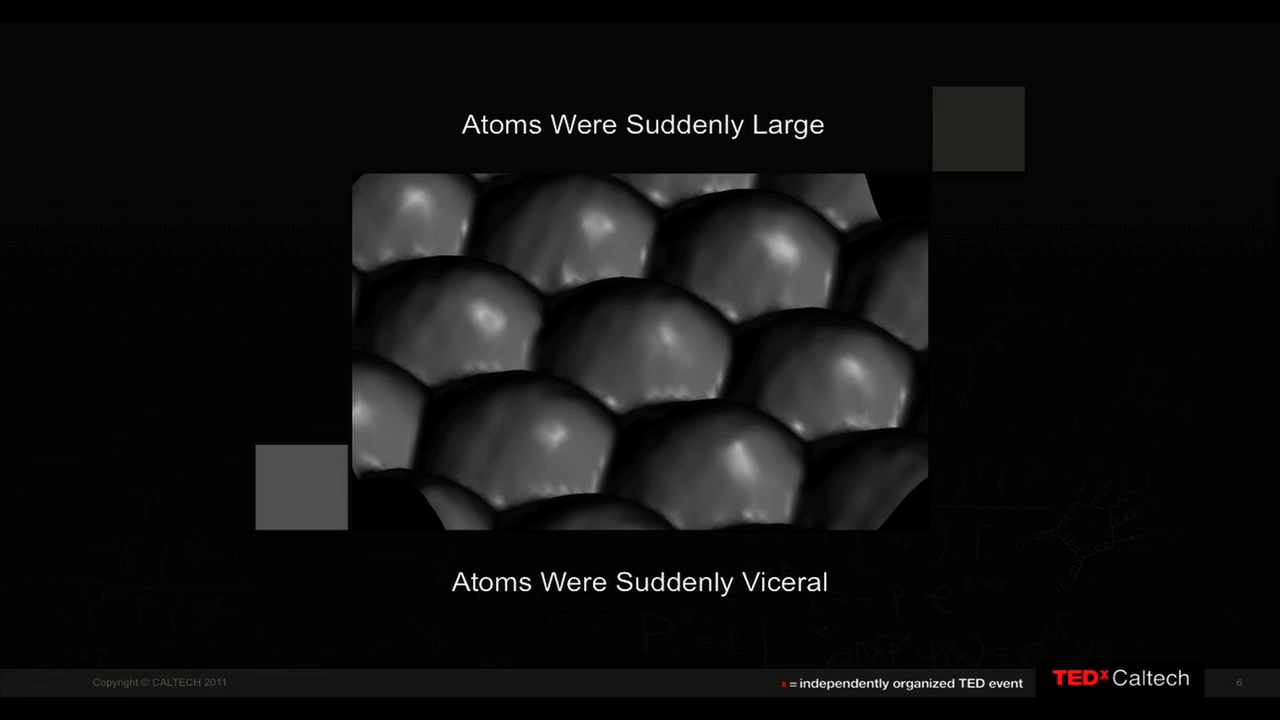 Atoms Were Suddenly Large
Atoms Were Suddenly Viceral
Copyright © CALTECH 2011
x = independently organized TED event
TEDx Caltech
6